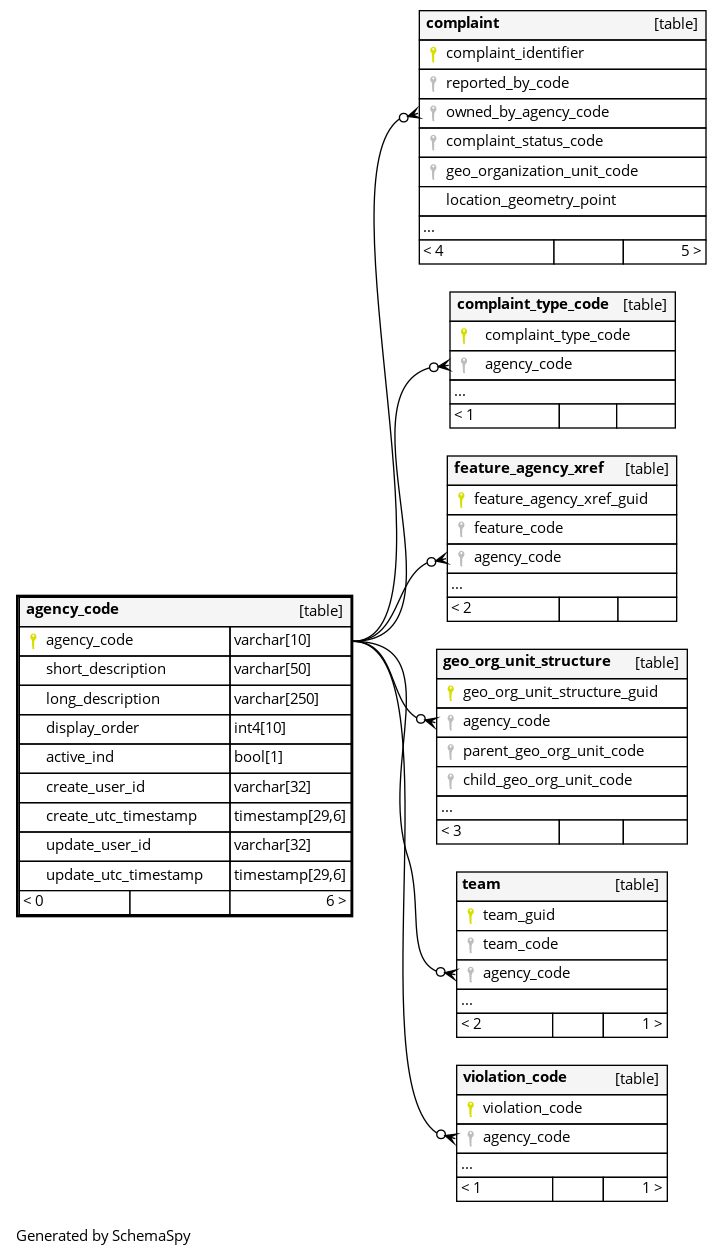 complaint [table]
complaint_identifier
reported_by_code
owned_by_agency_code
complaint_status_code
geo_organization_unit_code
location_geometry_point
...
< 4 5 >
complaint_type_code [table]
complaint_type_code
agency_code
...
< 1
feature_agency_xref [table]
feature_agency_xref_guid
feature_code
agency_code
...
< 2
agency_code [table]
agency_code varchar[10]
short_description varchar[50]
long_description varchar[250]
display_order int4[10]
active_ind bool[1]
create_user_id varchar[32]
create_utc_timestamp timestamp[29,6]
update_user_id varchar[32]
update_utc_timestamp timestamp[29,6]
< 0 6 >
geo_org_unit_structure [table]
geo_org_unit_structure_guid
agency_code
parent_geo_org_unit_code
child_geo_org_unit_code
...
< 3
team [table]
team_guid
team_code
agency_code
...
< 2 1 >
violation_code [table]
violation_code
agency_code
...
< 1 1 >
Generated by SchemaSpy